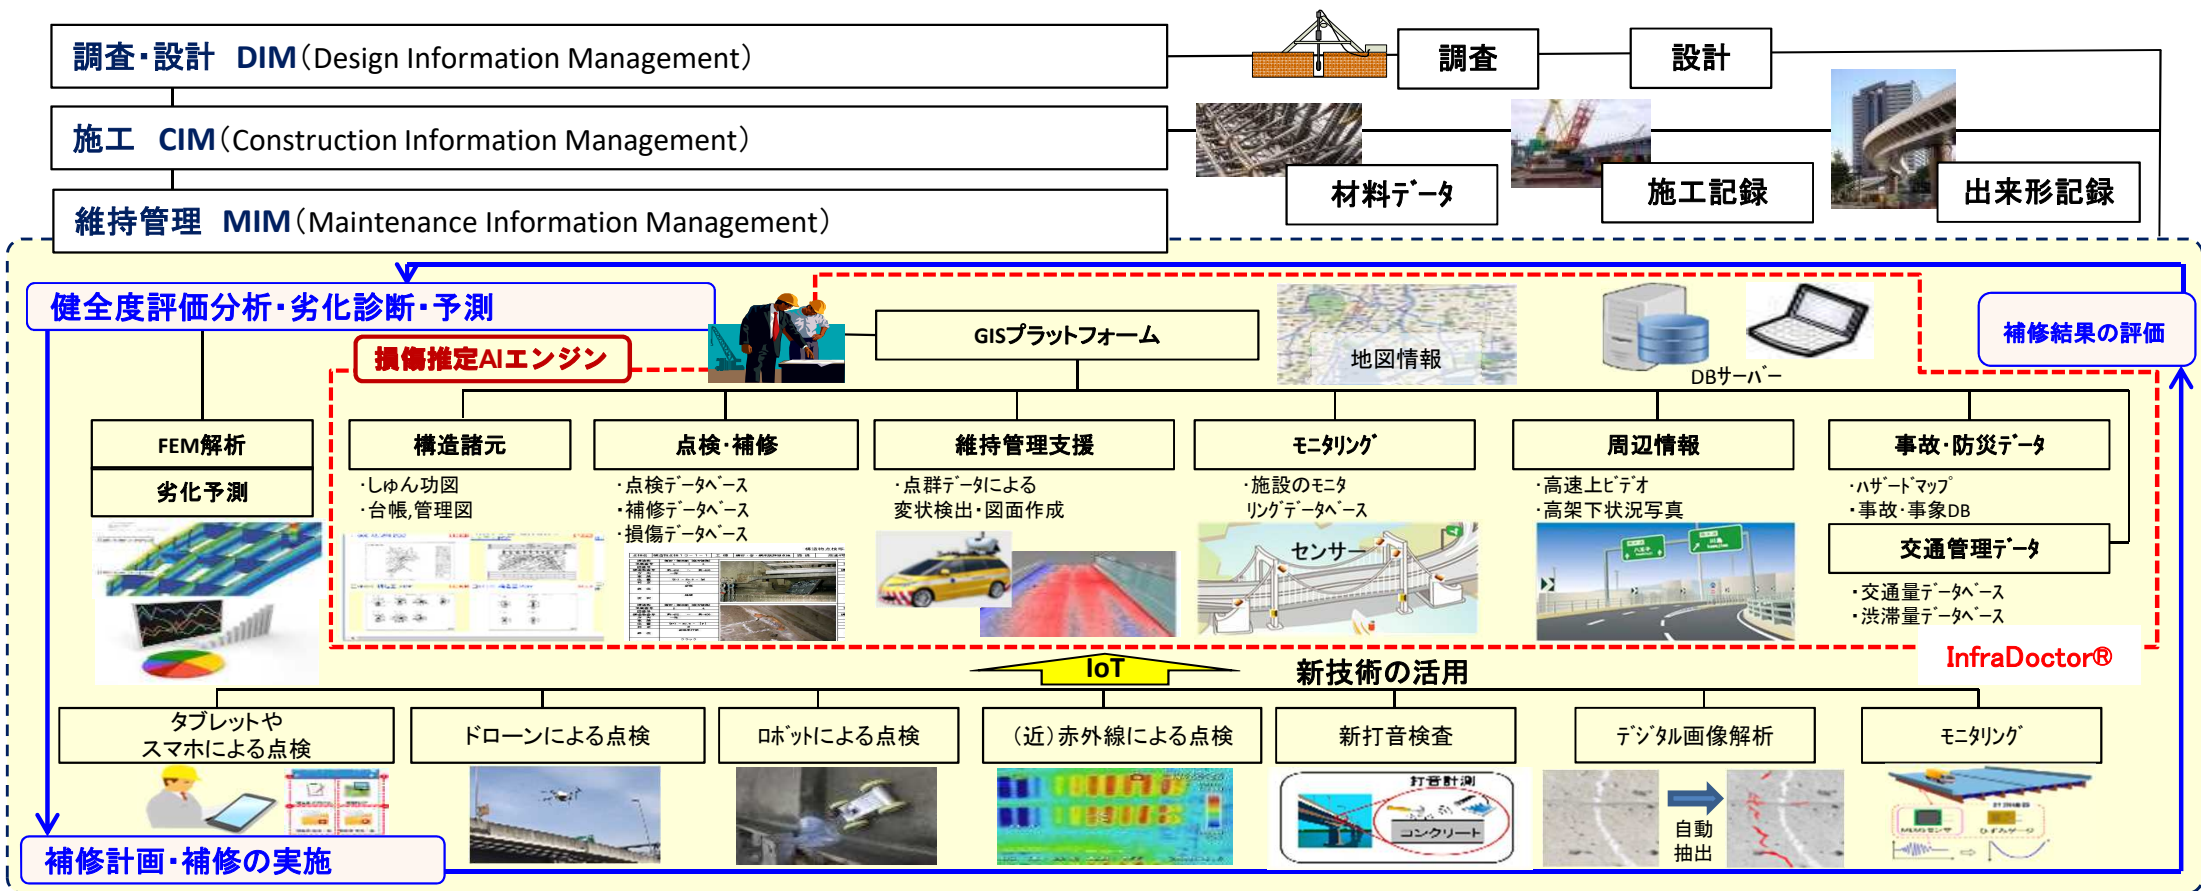 調査・設計 DIM（Design Information Management）
調査
設計
施工 CIM（Construction Information Management）
材料データ
施工記録
出来形記録
維持管理 MIM（Maintenance Information Management）
健全度評価分析・劣化診断・予測
損傷推定AIエンジン
GISプラットフォーム
地図情報
DBサーバー
補修結果の評価
FEM解析
劣化予測
構造諸元
・しゅん功図
・台帳,管理図
点検・補修
・点検データベース
・補修データベース
・損傷データベース
維持管理支援
・点群データによる
変状検出・図面作成
モニタリング
・施設のモニタ
リングデータベース
センサー
周辺情報
・高速上ビデオ
・高架下状況写真
事故・防災データ
・ハザードマップ
・事故・事象DB
交通管理データ
・交通量データベース
・渋滞量データベース
InfraDoctor®
IoT
新技術の活用
タブレットや
スマホによる点検
ドローンによる点検
ロボットによる点検
（近）赤外線による点検
新打音検査
打音計測
コンクリート
デジタル画像解析
自動
抽出
モニタリング
MEMSセンサ
ひずみゲージ
補修計画・補修の実施